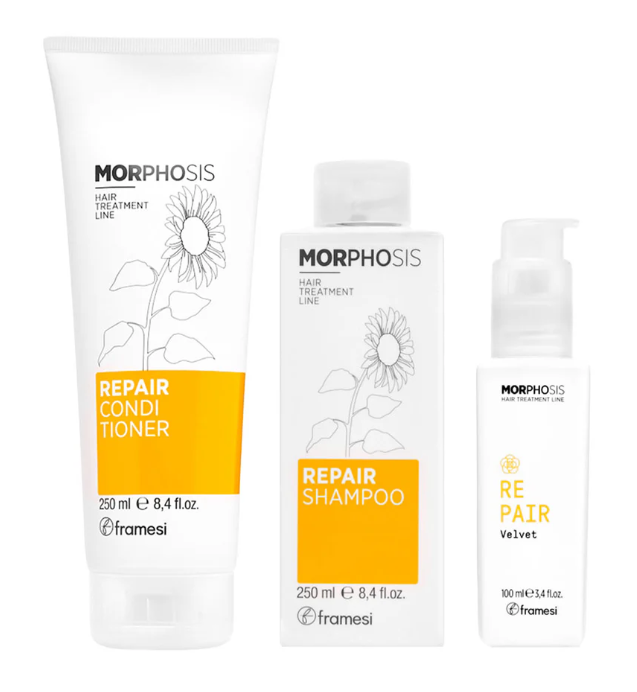 MORPHOSIS
HAIR
TREATMENT
LINE
REPAIR
CONDI
TIONER
250 ml ℮ 8,4 fl.oz.
framesi
MORPHOSIS
HAIR
TREATMENT
LINE
REPAIR
SHAMPOO
250 ml ℮ 8,4 fl.oz.
framesi
MORPHOSIS
HAIR TREATMENT LINE
RE
PAIR
Velvet
100 ml℮3,4 fl.oz.
framesi